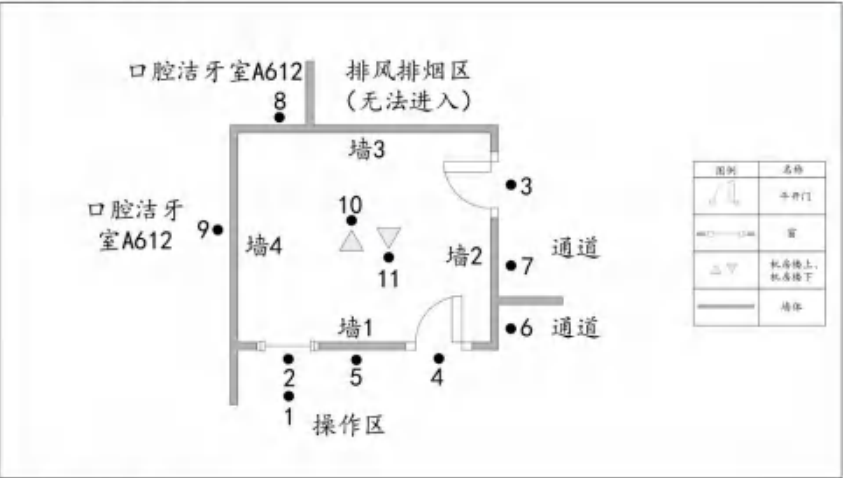 口腔洁牙室A612
排风排烟区
(无法进入)
8
墙3
3
10
口腔洁牙
室A612
9
墙4
墙2
通道
7
11
墙1
6
通道
2
5
4
1
操作区
图例
名称
平开门
窗
机房楼上、
机房楼下
墙体